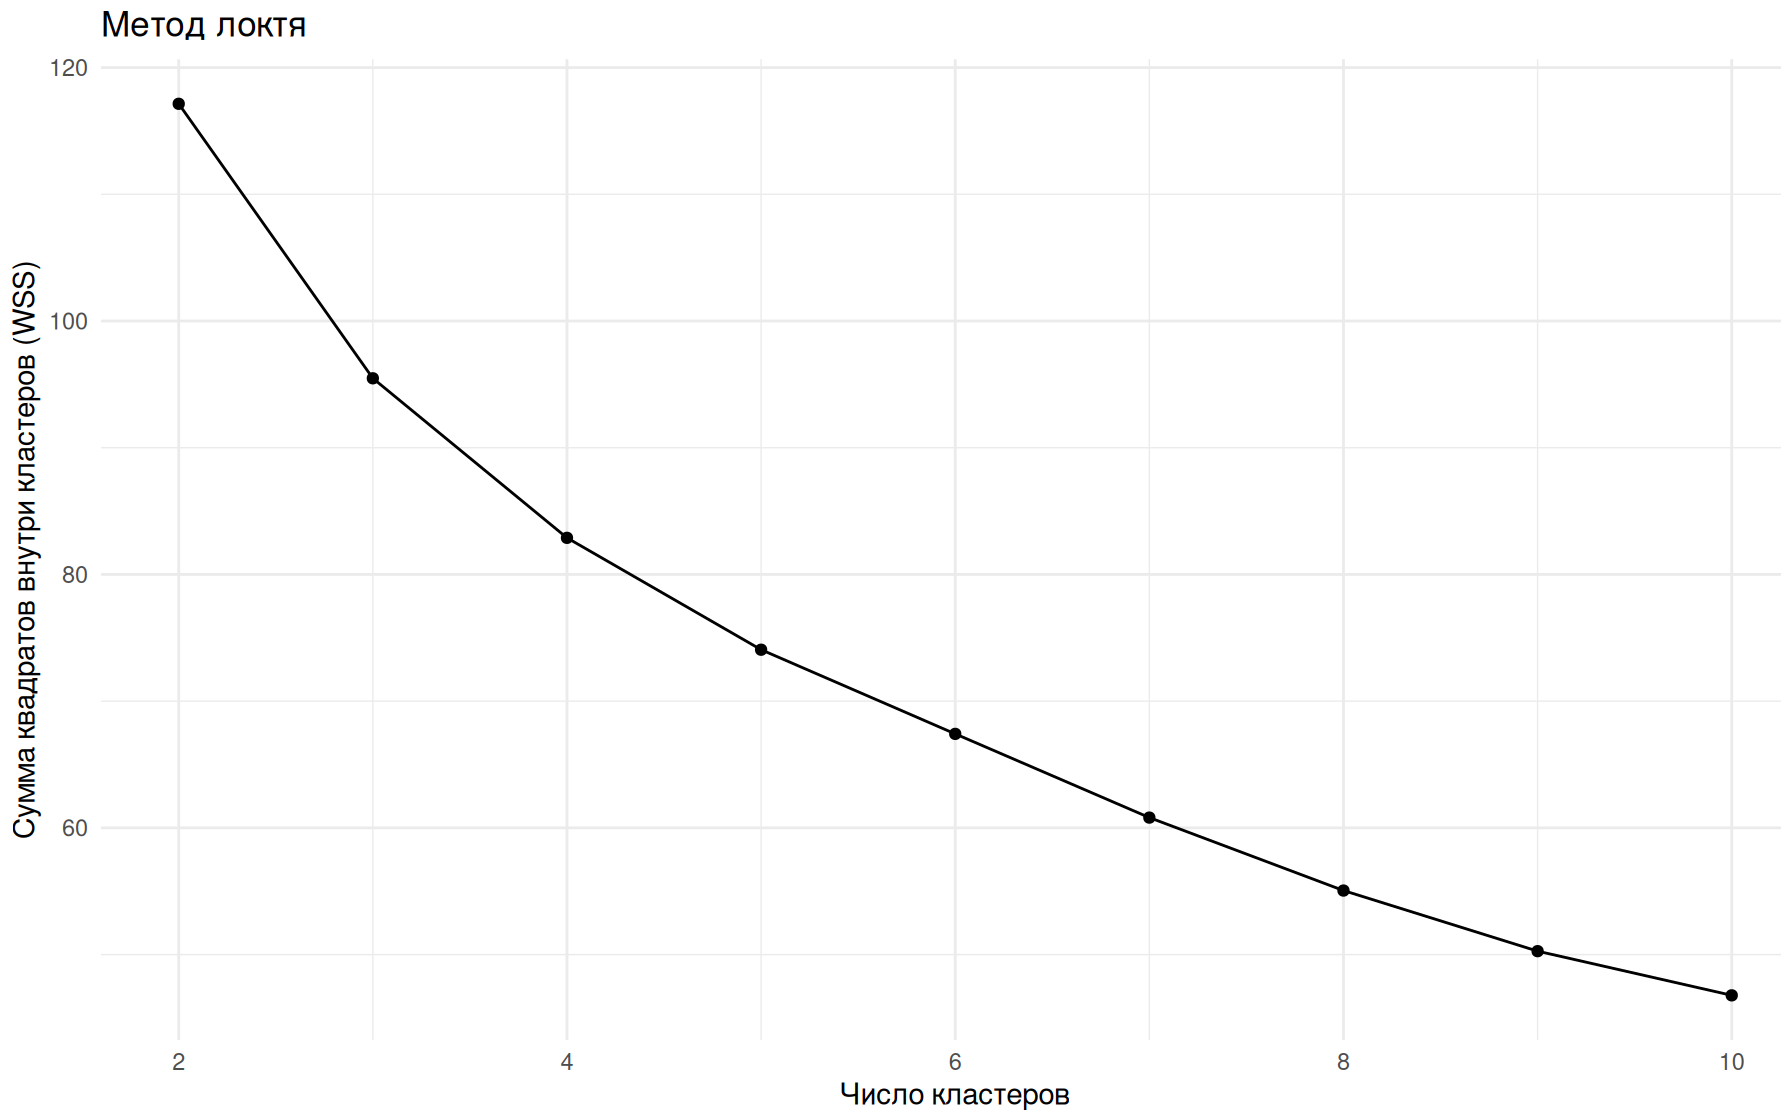 Метод локтя
Сумма квадратов внутри кластеров (WSS)
120
100
80
60
2 4 6 8 10
Число кластеров